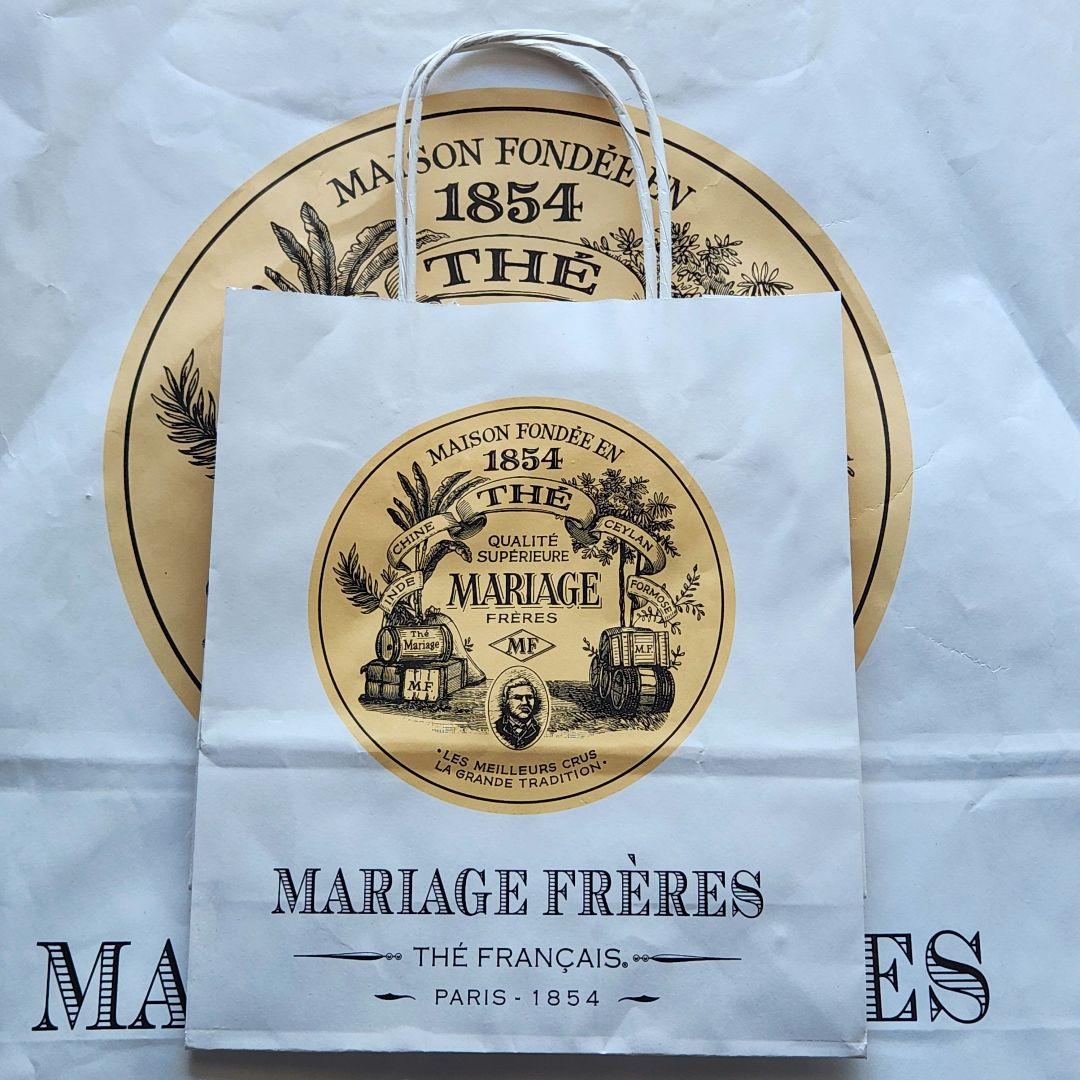 MAISON FONDÉE EN
1854
THÉ
MAISON FONDÉE EN
1854
THÉ
CHINE
CEYLAN
INDE
FORMOSE
QUALITÉ
SUPÉRIEURE
MARIAGE
FRÈRES
MF
Thé
Mariage
M.F.
M.F.
•LES MEILLEURS CRUS
LA GRANDE TRADITION•
MARIAGE FRÈRES
THÉ FRANÇAIS®
PARIS - 1854
MA
ES